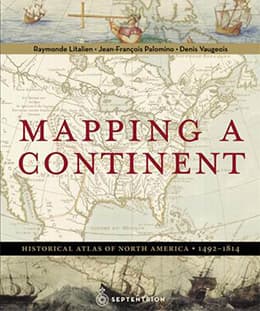 Raymonde Litalien • Jean-François Palomino • Denis Vaugeois
MAPPING A
CONTINENT
HISTORICAL ATLAS OF NORTH AMERICA • 1492-1814
SEPTENTRION